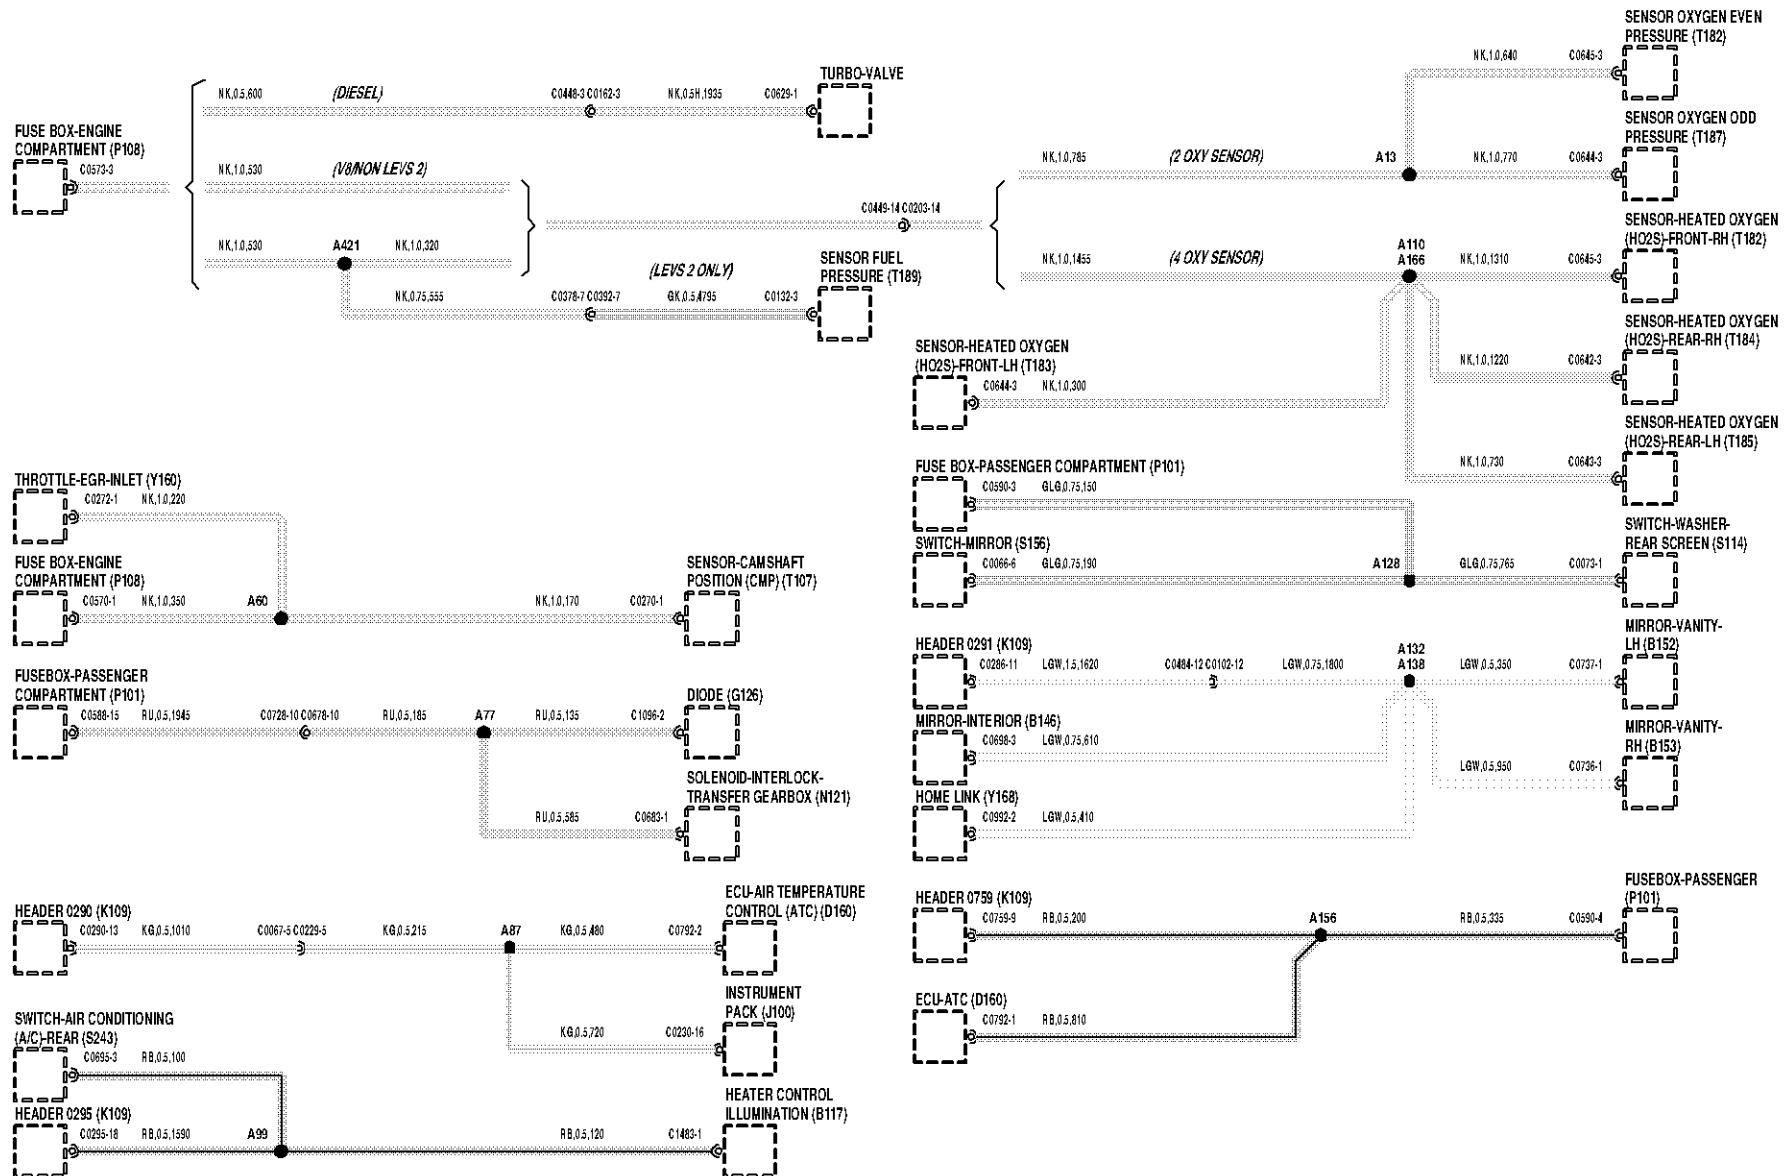 FUSE BOX-ENGINE
COMPARTMENT (P108)
C0573-3
NK,0.5,600
(DIESEL)
C0448-3 C0162-3
NK,0.5H,1935
C0629-1
TURBO-VALVE
NK,1.0,530
(V8/NON LEVS 2)
NK,1.0,530
A421
NK,1.0,320
NK,0.75,555
C0378-7 C0392-7
(LEVS 2 ONLY)
GK,0.5,4795
C0132-3
SENSOR FUEL
PRESSURE (T189)
C0449-14 C0203-14
NK,1.0,785
(2 OXY SENSOR)
A13
NK,1.0,640
C0645-3
SENSOR OXYGEN EVEN
PRESSURE (T182)
NK,1.0,770
C0644-3
SENSOR OXYGEN ODD
PRESSURE (T187)
NK,1.0,1455
(4 OXY SENSOR)
A110
A166
NK,1.0,1310
C0645-3
SENSOR-HEATED OXYGEN
(HO2S)-FRONT-RH (T182)
NK,1.0,1220
C0642-3
SENSOR-HEATED OXYGEN
(HO2S)-REAR-RH (T184)
NK,1.0,730
C0643-3
SENSOR-HEATED OXYGEN
(HO2S)-REAR-LH (T185)
SENSOR-HEATED OXYGEN
(HO2S)-FRONT-LH (T183)
C0644-3
NK,1.0,300
THROTTLE-EGR-INLET (Y160)
C0272-1
NK,1.0,220
FUSE BOX-ENGINE
COMPARTMENT (P108)
C0570-1
NK,1.0,350
A60
NK,1.0,170
C0270-1
SENSOR-CAMSHAFT
POSITION (CMP) (T107)
FUSEBOX-PASSENGER
COMPARTMENT (P101)
C0588-15
RU,0.5,1945
C0728-10 C0678-10
RU,0.5,185
A77
RU,0.5,135
C1096-2
DIODE (G126)
RU,0.5,585
C0683-1
SOLENOID-INTERLOCK-
TRANSFER GEARBOX (N121)
HEADER 0290 (K109)
C0290-13
KG,0.5,1010
C0067-5 C0229-5
KG,0.5,215
A87
KG,0.5,480
C0792-2
ECU-AIR TEMPERATURE
CONTROL (ATC) (D160)
KG,0.5,720
C0230-16
INSTRUMENT
PACK (J100)
SWITCH-AIR CONDITIONING
(A/C)-REAR (S243)
C0695-3
RB,0.5,100
HEADER 0295 (K109)
C0295-18
RB,0.5,1590
A99
RB,0.5,120
C1483-1
HEATER CONTROL
ILLUMINATION (B117)
FUSE BOX-PASSENGER COMPARTMENT (P101)
C0590-3
GLG,0.75,150
SWITCH-MIRROR (S156)
C0066-6
GLG,0.75,190
A128
GLG,0.75,765
C0073-1
SWITCH-WASHER-
REAR SCREEN (S114)
HEADER 0291 (K109)
C0286-11
LGW,1.5,1620
C0484-12 C0102-12
LGW,0.75,1800
A132
A138
LGW,0.5,350
C0737-1
MIRROR-VANITY-
LH (B152)
MIRROR-INTERIOR (B146)
C0698-3
LGW,0.75,610
LGW,0.5,950
C0736-1
MIRROR-VANITY-
RH (B153)
HOME LINK (Y168)
C0992-2
LGW,0.5,410
HEADER 0759 (K109)
C0759-9
RB,0.5,200
A156
RB,0.5,335
C0590-4
FUSEBOX-PASSENGER
(P101)
ECU-ATC (D160)
C0792-1
RB,0.5,810